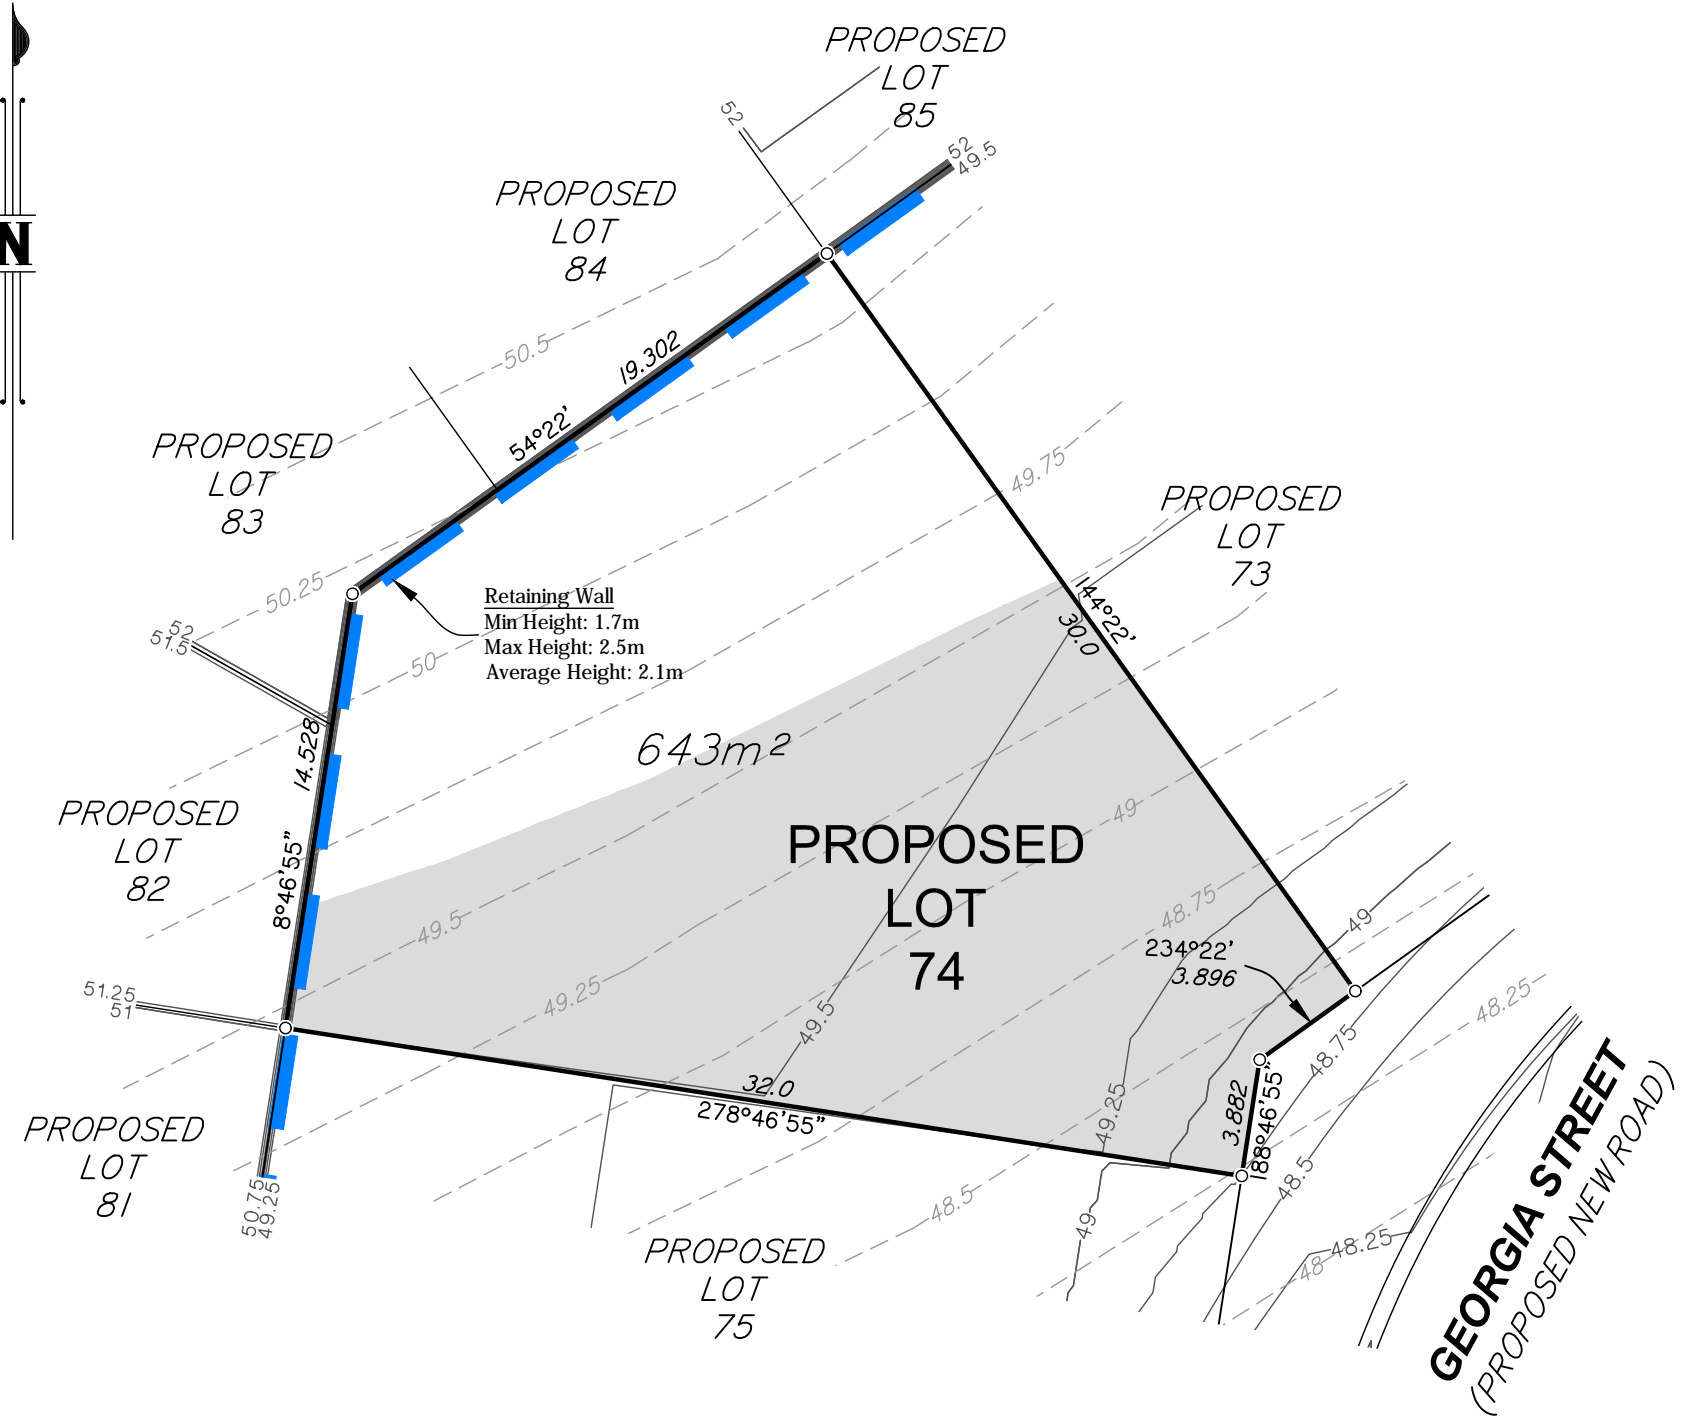 N
PROPOSED
LOT
85
52
52
49.5
PROPOSED
LOT
84
50.5
19.302
54°22'
PROPOSED
LOT
83
49.75
PROPOSED
LOT
73
50.25
52
51.5
Retaining Wall
Min Height: 1.7m
Max Height: 2.5m
Average Height: 2.1m
50
144°22'
30.0
14.528
643m²
PROPOSED
LOT
82
8°46'55"
49
PROPOSED
LOT
74
49.5
48.75
49
234°22'
3.896
51.25
51
49.25
49.5
48.25
48.75
32.0
278°46'55"
49.25
3.882
188°46'55"
PROPOSED
LOT
81
50.75
49.25
48.5
48.5
49
48.25
48
PROPOSED
LOT
75
GEORGIA STREET
(PROPOSED NEW ROAD)